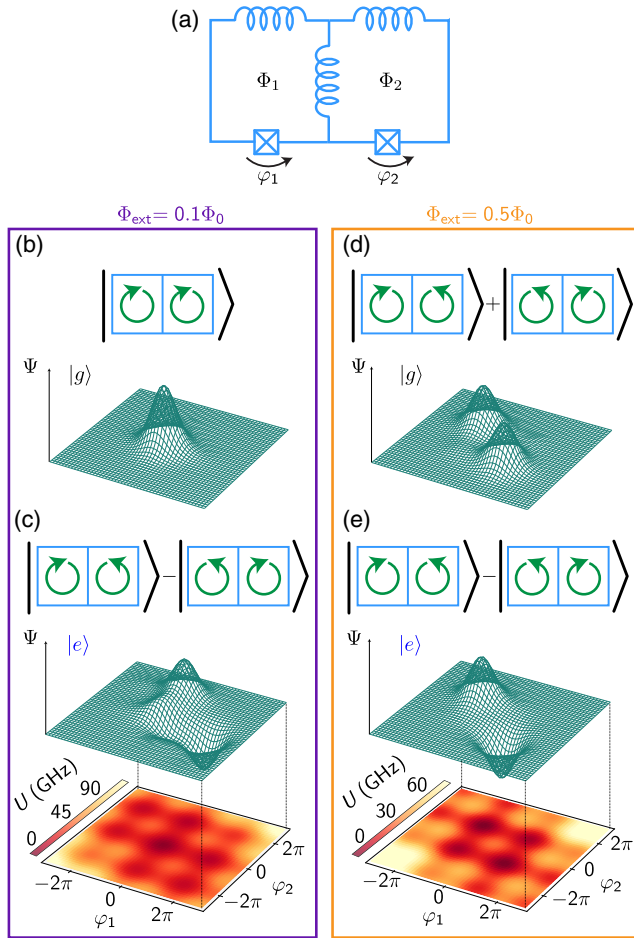 (a)
Φ₁ Φ₂
φ₁ φ₂
Φext = 0.1Φ₀ Φext = 0.5Φ₀
(b) (d)
+
Ψ |g⟩ Ψ |g⟩
(c) (e)
− −
Ψ |e⟩ Ψ |e⟩
U (GHz) 0 45 90 U (GHz) 0 30 60
−2π 0 2π −2π 0 2π
φ₁ φ₁
−2π 0 2π −2π 0 2π
φ₂ φ₂